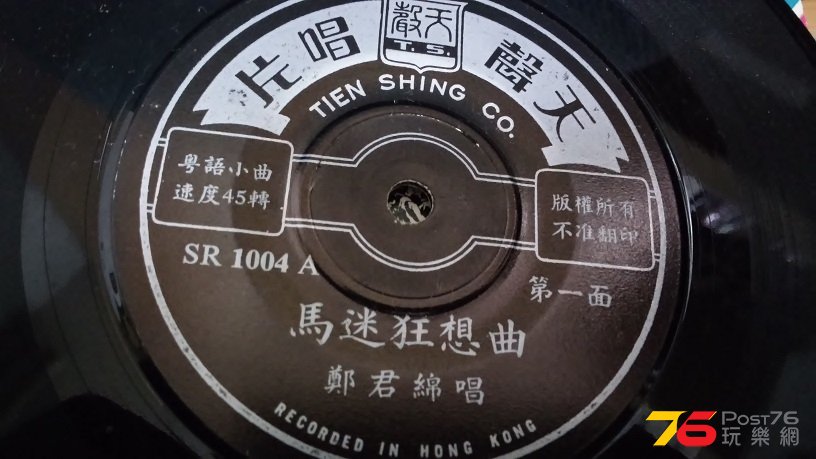 天聲
T. S.
天聲唱片
TIEN SHING CO.
粵語小曲
速度45轉
版權所有
不准翻印
SR 1004 A
第一面
馬迷狂想曲
鄭君綿唱
RECORDED IN HONG KONG
76 POST76
玩樂網